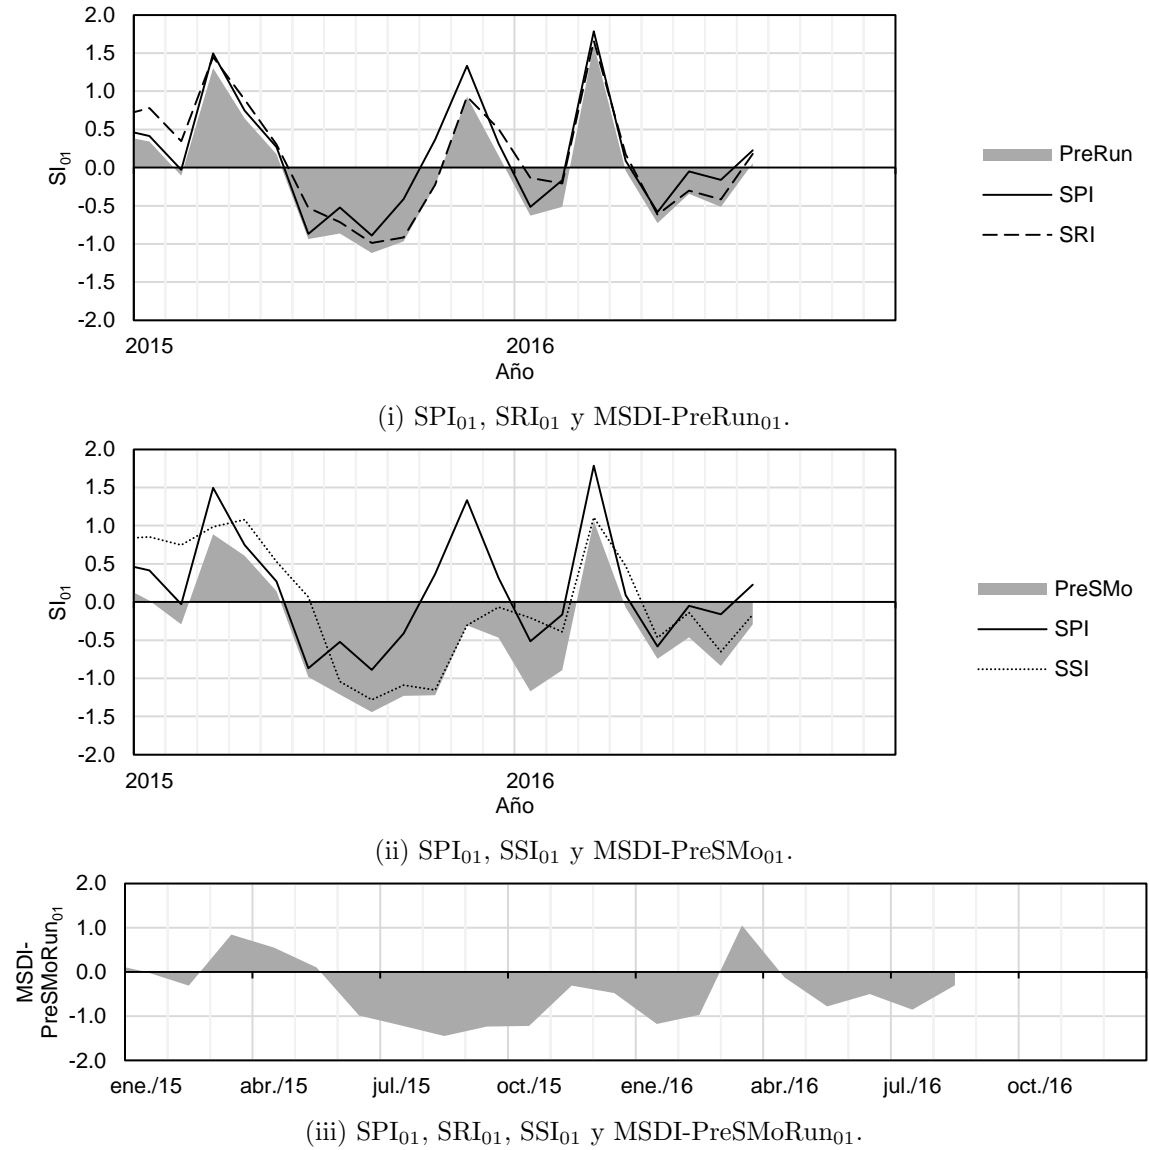 2.0
1.5
1.0
0.5
0.0
-0.5
-1.0
-1.5
-2.0
SI01
2015 2016
Año
PreRun
SPI
SRI
(i) SPI01, SRI01 y MSDI-PreRun01.
2.0
1.5
1.0
0.5
0.0
-0.5
-1.0
-1.5
-2.0
SI01
2015 2016
Año
PreSMo
SPI
SSI
(ii) SPI01, SSI01 y MSDI-PreSMo01.
2.0
1.0
0.0
-1.0
-2.0
MSDI-
PreSMoRun01
ene./15 abr./15 jul./15 oct./15 ene./16 abr./16 jul./16 oct./16
(iii) SPI01, SRI01, SSI01 y MSDI-PreSMoRun01.